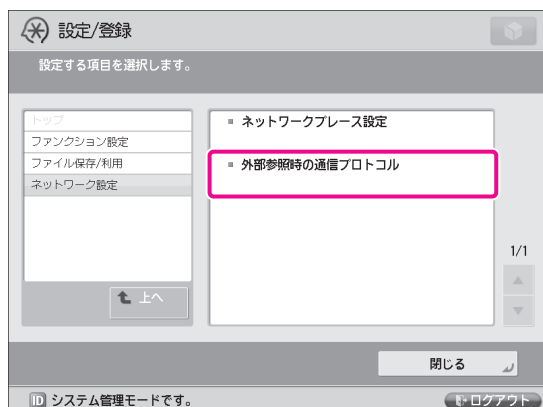 設定/登録
設定する項目を選択します。
トップ
ファンクション設定
ファイル保存/利用
ネットワーク設定
上へ
ネットワークプレース設定
外部参照時の通信プロトコル
1/1
閉じる
ID システム管理モードです。
ログアウト